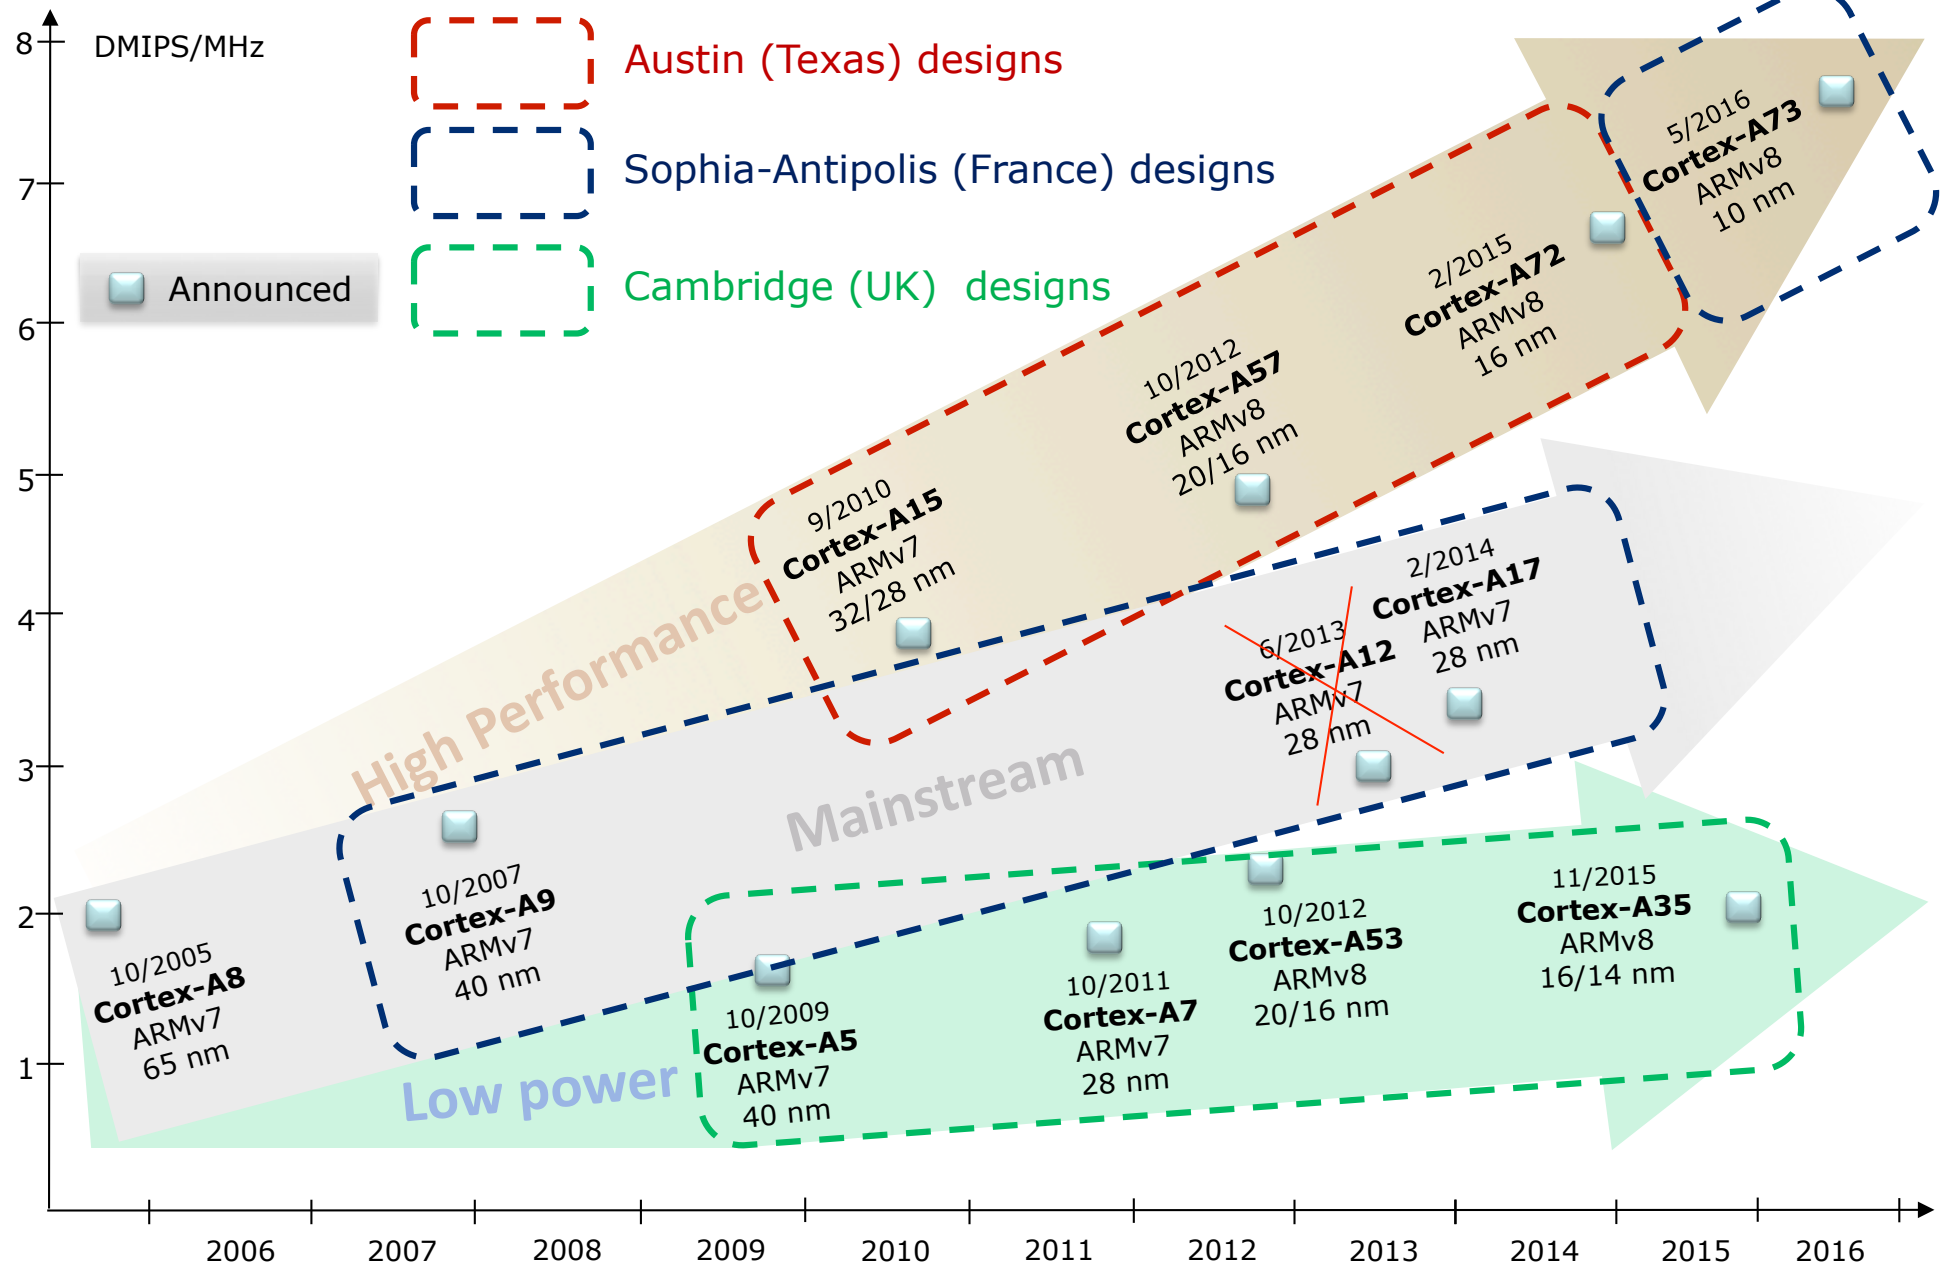 8
DMIPS/MHz
Austin (Texas) designs
Sophia-Antipolis (France) designs
Cambridge (UK)  designs
Announced
7
6
5
4
3
2
1
5/2016
Cortex-A73
ARMv8
10 nm
2/2015
Cortex-A72
ARMv8
16 nm
10/2012
Cortex-A57
ARMv8
20/16 nm
9/2010
Cortex-A15
ARMv7
32/28 nm
High Performance
2/2014
Cortex-A17
ARMv7
28 nm
6/2013
Cortex-A12
ARMv7
28 nm
Mainstream
10/2007
Cortex-A9
ARMv7
40 nm
10/2005
Cortex-A8
ARMv7
65 nm
11/2015
Cortex-A35
ARMv8
16/14 nm
10/2012
Cortex-A53
ARMv8
20/16 nm
10/2011
Cortex-A7
ARMv7
28 nm
10/2009
Cortex-A5
ARMv7
40 nm
Low power
2006 2007 2008 2009 2010 2011 2012 2013 2014 2015 2016